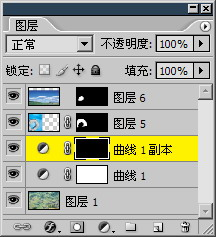 图层
正常 不透明度: 100%
锁定: 填充: 100%
图层 6
图层 5
曲线 1 副本
曲线 1
图层 1